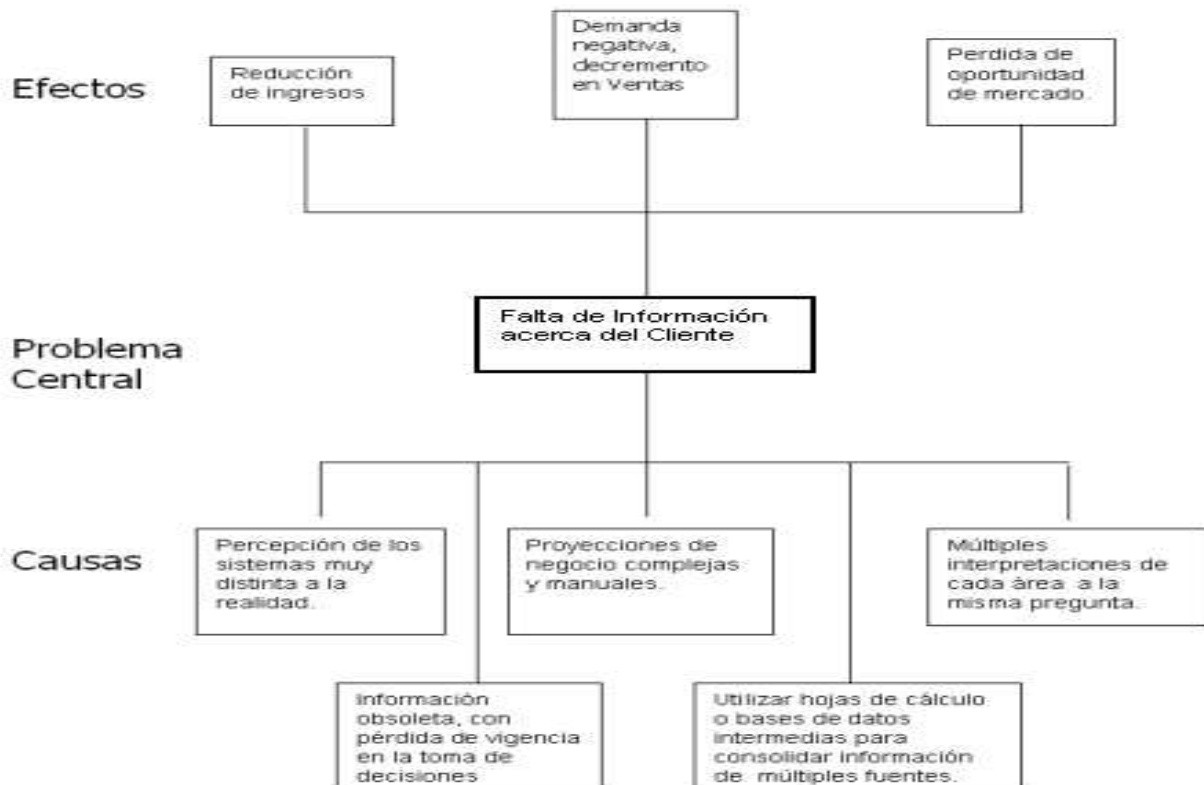 Efectos
Reducción
de ingresos
Demanda
negativa,
decremento
en Ventas
Perdida de
oportunidad
de mercado.
Problema
Central
Falta de Información
acerca del Cliente
Causas
Percepción de los
sistemas muy
distinta a la
realidad.
Proyecciones de
negocio complejas
y manuales.
Múltiples
interpretaciones de
cada área a la
misma pregunta.
Información
obsoleta, con
pérdida de vigencia
en la toma de
decisiones
Utilizar hojas de cálculo
o bases de datos
intermedias para
consolidar información
de múltiples fuentes.